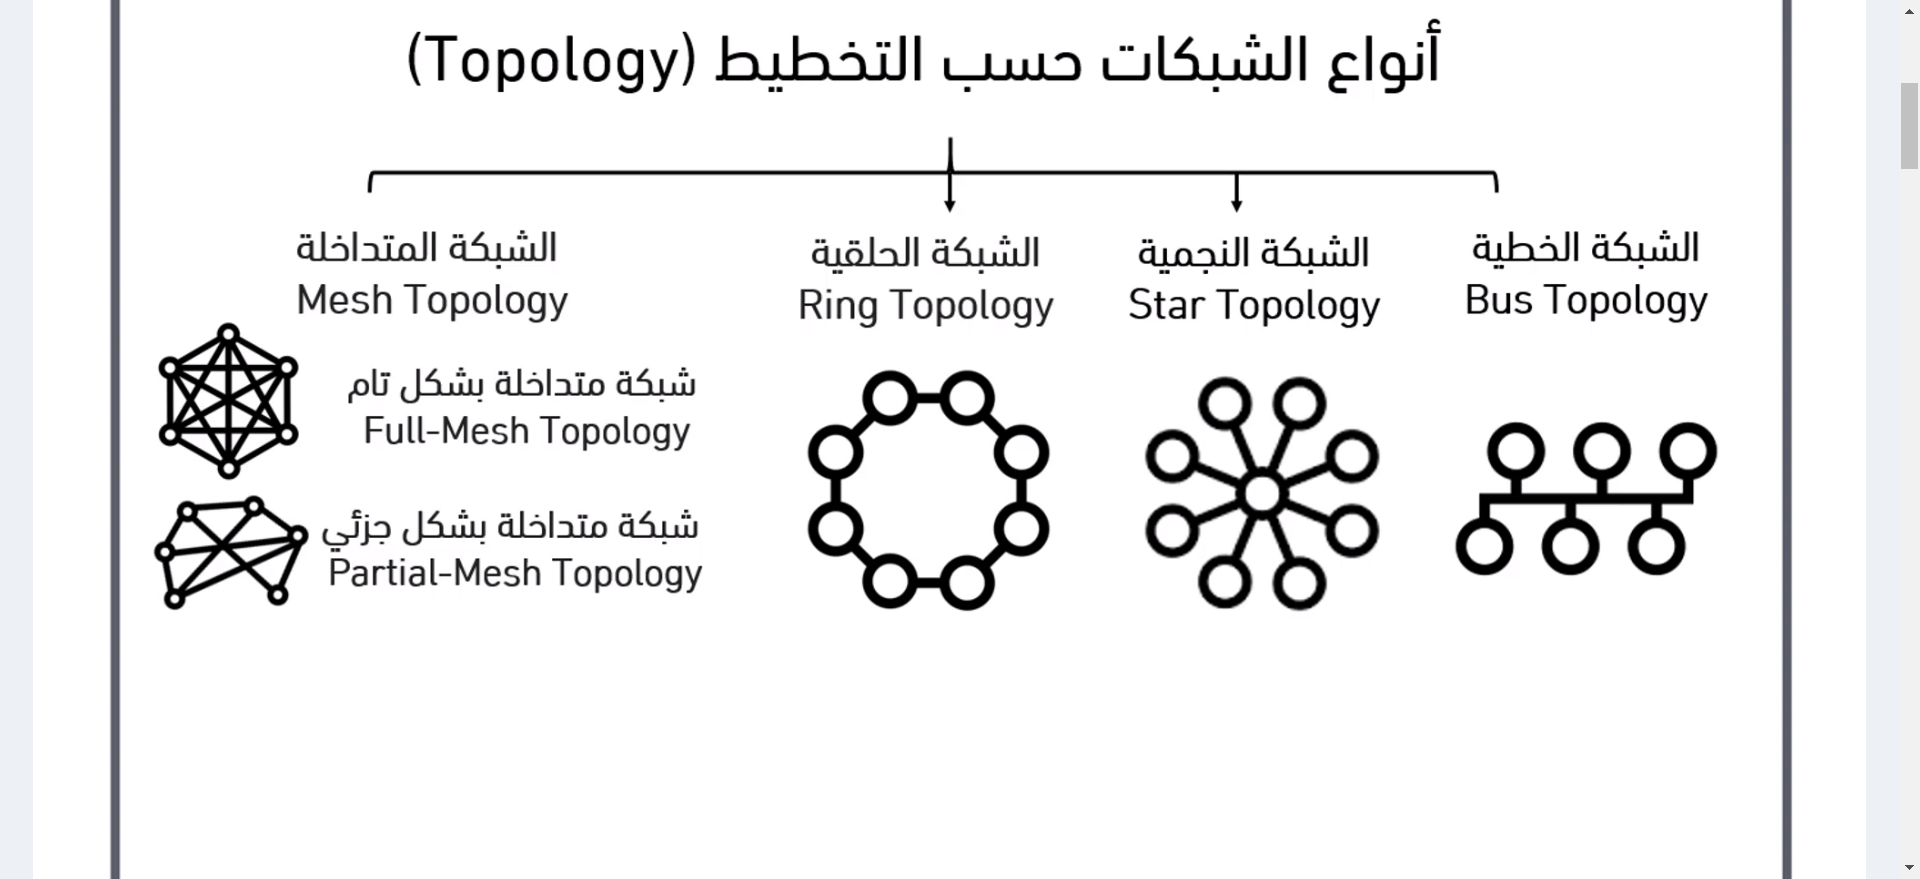 أنواع الشبكات حسب التخطيط (Topology)
الشبكة الخطية
Bus Topology
الشبكة النجمية
Star Topology
الشبكة الحلقية
Ring Topology
الشبكة المتداخلة
Mesh Topology
شبكة متداخلة بشكل تام
Full-Mesh Topology
شبكة متداخلة بشكل جزئي
Partial-Mesh Topology